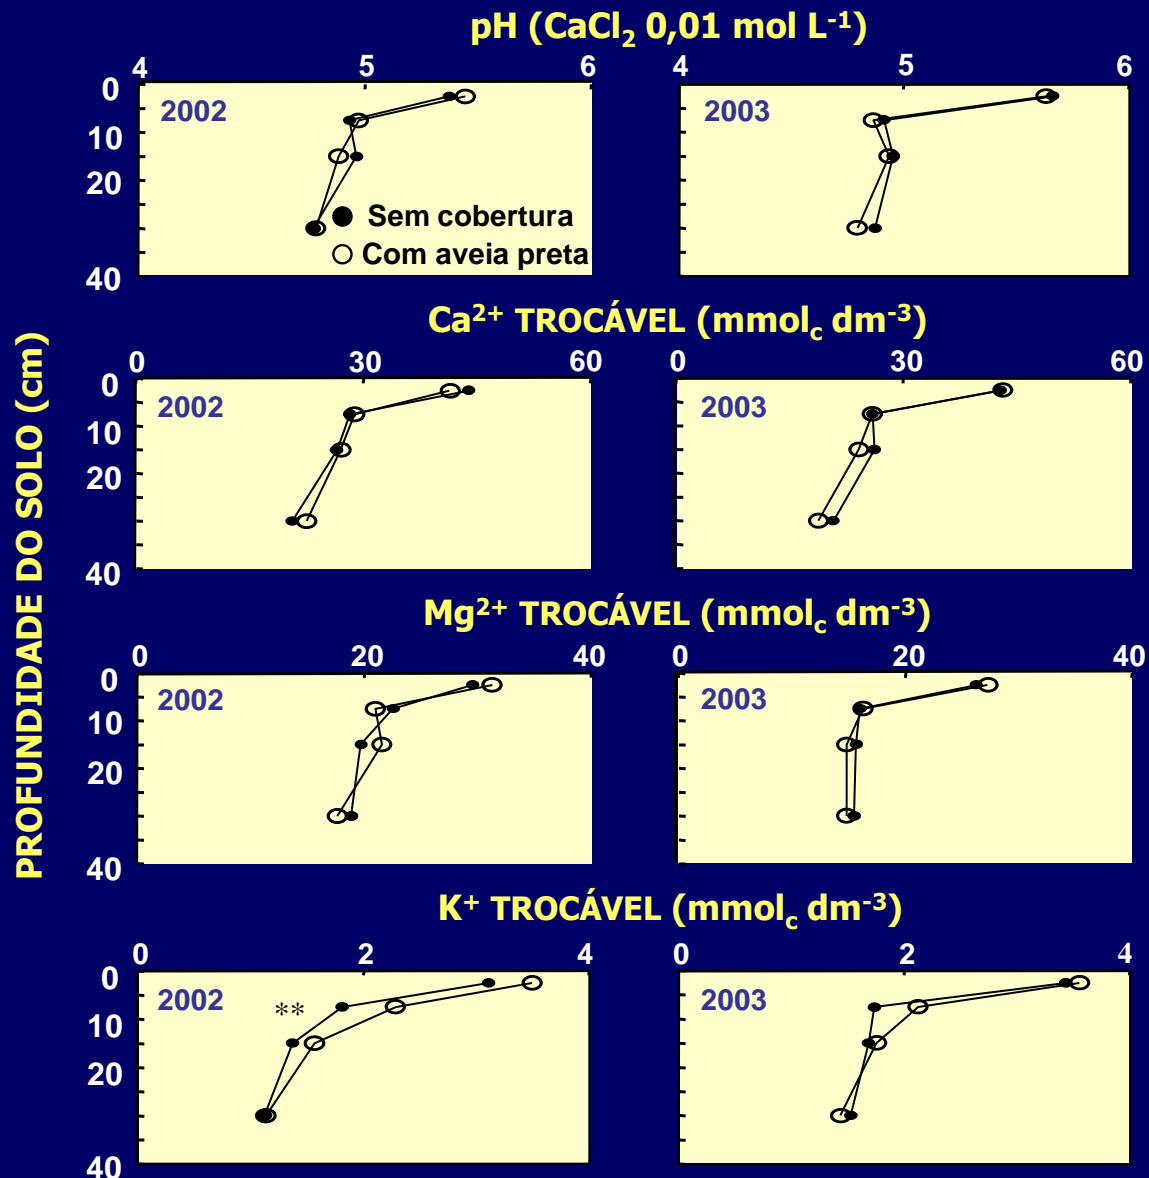 pH (CaCl₂ 0,01 mol L⁻¹)
4 5 6 4 5 6
0 10 20 40
2002
Sem cobertura
Com aveia preta
2003
PROFUNDIDADE DO SOLO (cm)
Ca²⁺ TROCÁVEL (mmol꜀ dm⁻³)
0 30 60 0 30 60
0 10 20 40
2002
2003
Mg²⁺ TROCÁVEL (mmol꜀ dm⁻³)
0 20 40 0 20 40
0 10 20 40
2002
2003
K⁺ TROCÁVEL (mmol꜀ dm⁻³)
0 2 4 0 2 4
0 10 20 40
2002
**
2003